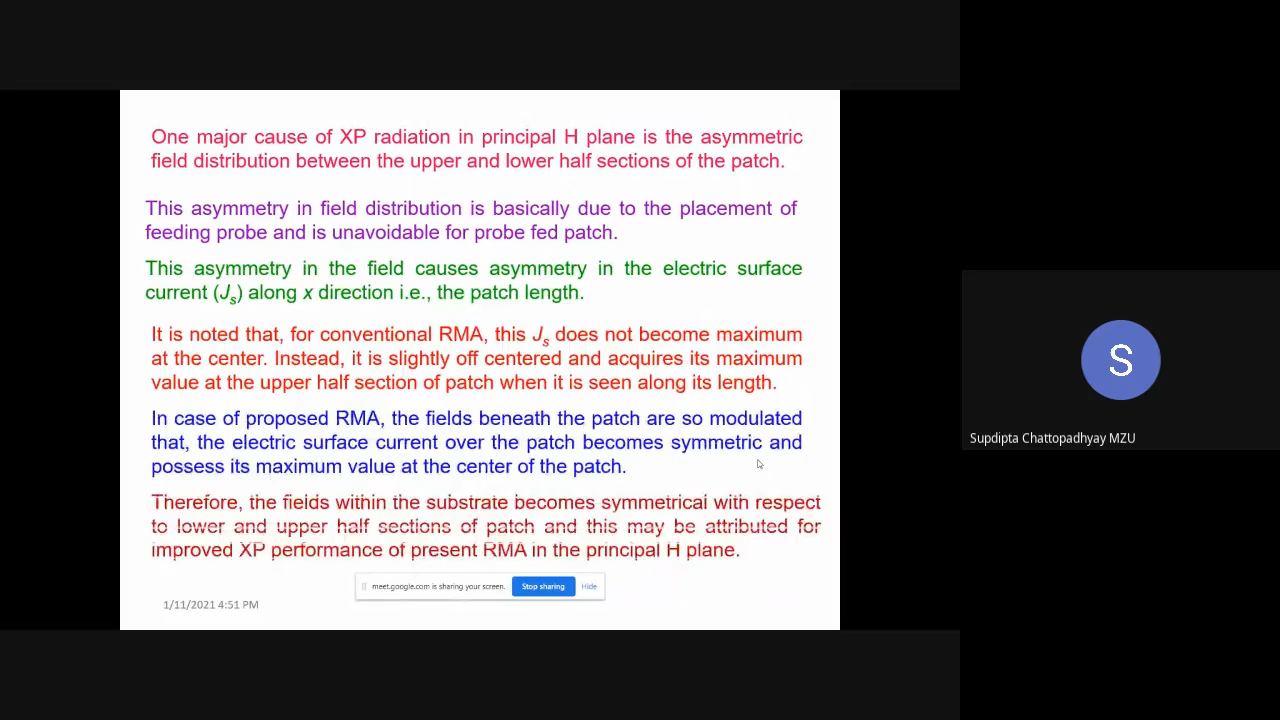 One major cause of XP radiation in principal H plane is the asymmetric
field distribution between the upper and lower half sections of the patch.
This asymmetry in field distribution is basically due to the placement of
feeding probe and is unavoidable for probe fed patch.
This asymmetry in the field causes asymmetry in the electric surface
current (Js) along x direction i.e., the patch length.
It is noted that, for conventional RMA, this Js does not become maximum
at the center. Instead, it is slightly off centered and acquires its maximum
value at the upper half section of patch when it is seen along its length.
In case of proposed RMA, the fields beneath the patch are so modulated
that, the electric surface current over the patch becomes symmetric and
possess its maximum value at the center of the patch.
Therefore, the fields within the substrate becomes symmetrical with respect
to lower and upper half sections of patch and this may be attributed for
improved XP performance of present RMA in the principal H plane.
meet.google.com is sharing your screen. Stop sharing Hide
1/11/2021 4:51 PM
S
Supdipta Chattopadhyay MZU